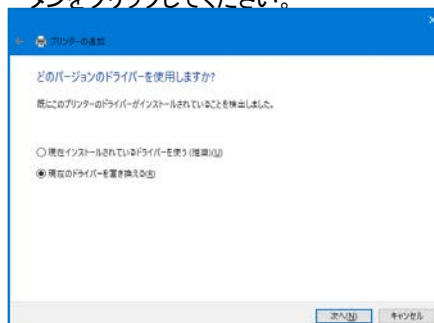 タンをクリックしてください。
プリンターの追加
どのバージョンのドライバーを使用しますか?
既にこのプリンターのドライバーがインストールされていることを検出しました。
現在インストールされているドライバーを使う (推奨)(U)
現在のドライバーを置き換える(R)
次へ(N) キャンセル